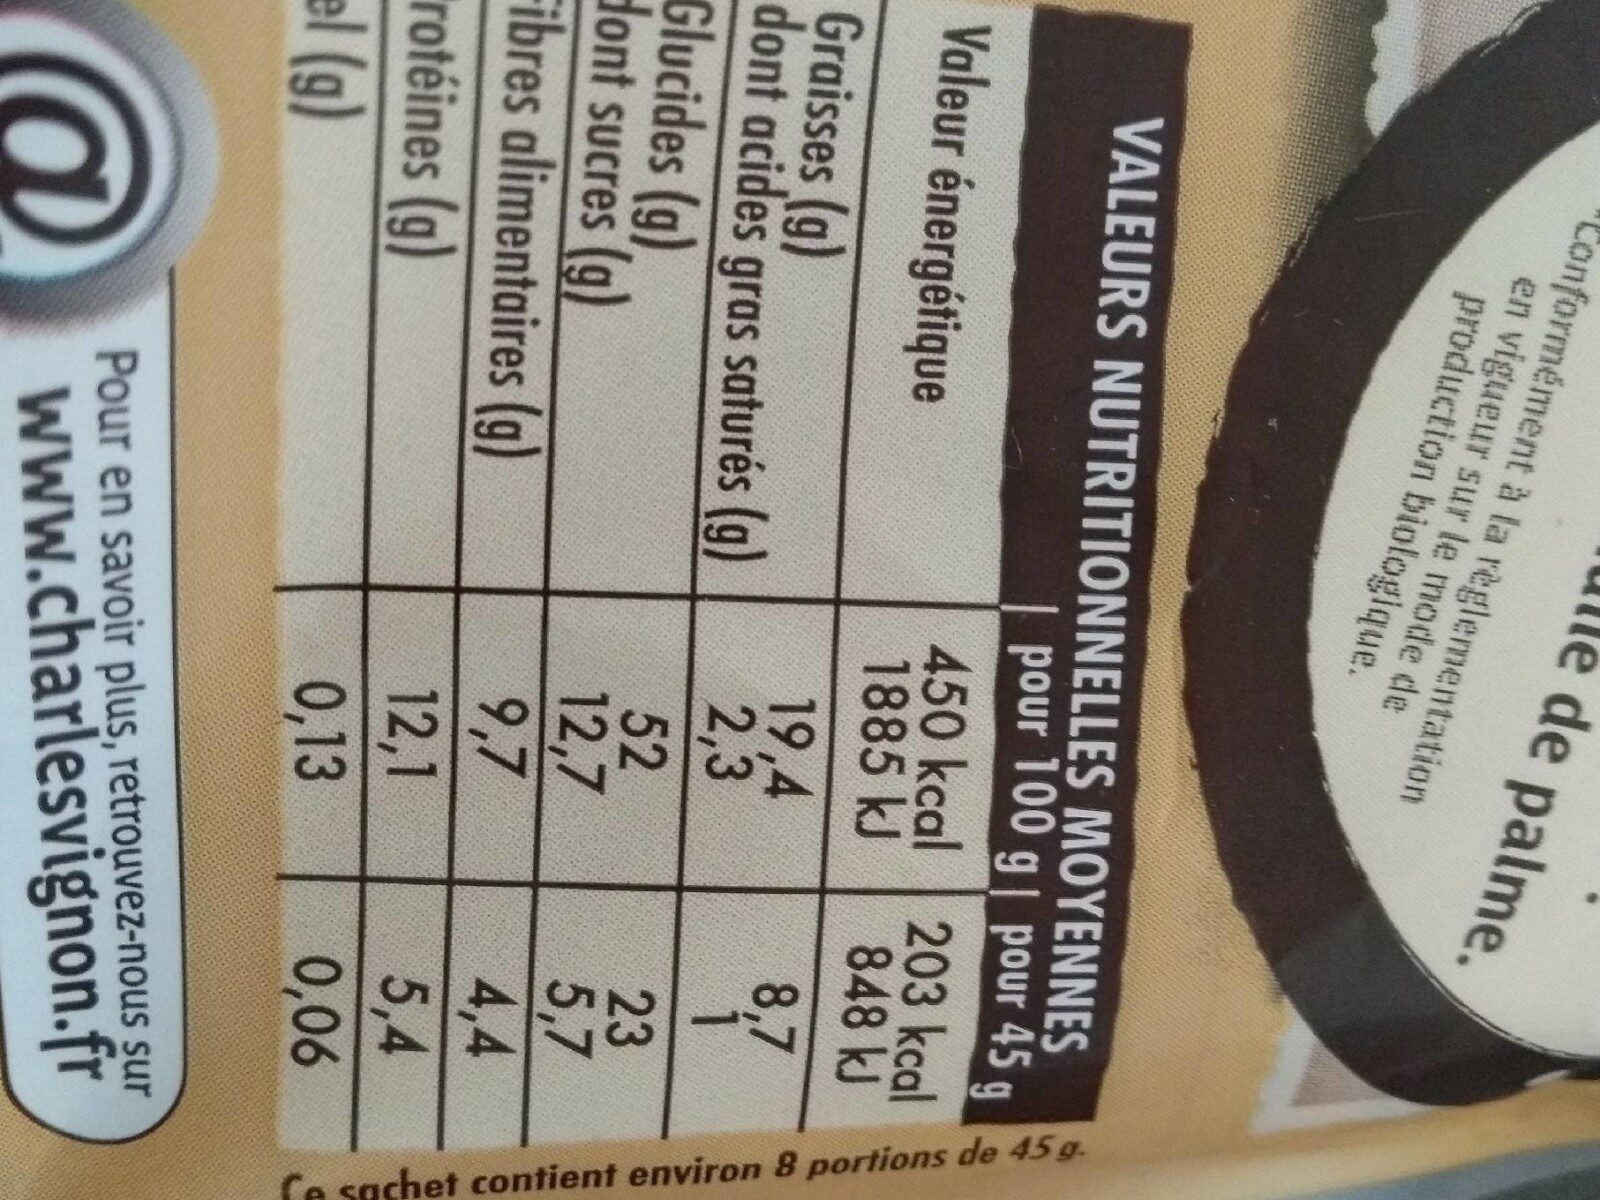 de palme.
*Conformément à la règlementation
en vigueur sur le mode de
production biologique.
VALEURS NUTRITIONNELLES MOYENNES
| pour 100 g | pour 45 g
Valeur énergétique 450 kcal 203 kcal
1885 kJ 848 kJ
Graisses (g) 19,4 8,7
dont acides gras saturés (g) 2,3 1
Glucides (g) 52 23
dont sucres (g) 12,7 5,7
ibres alimentaires (g) 9,7 4,4
rotéines (g) 12,1 5,4
el (g) 0,13 0,06
Ce sachet contient environ 8 portions de 45 g.
@
Pour en savoir plus, retrouvez-nous sur
www.charlesvignon.fr